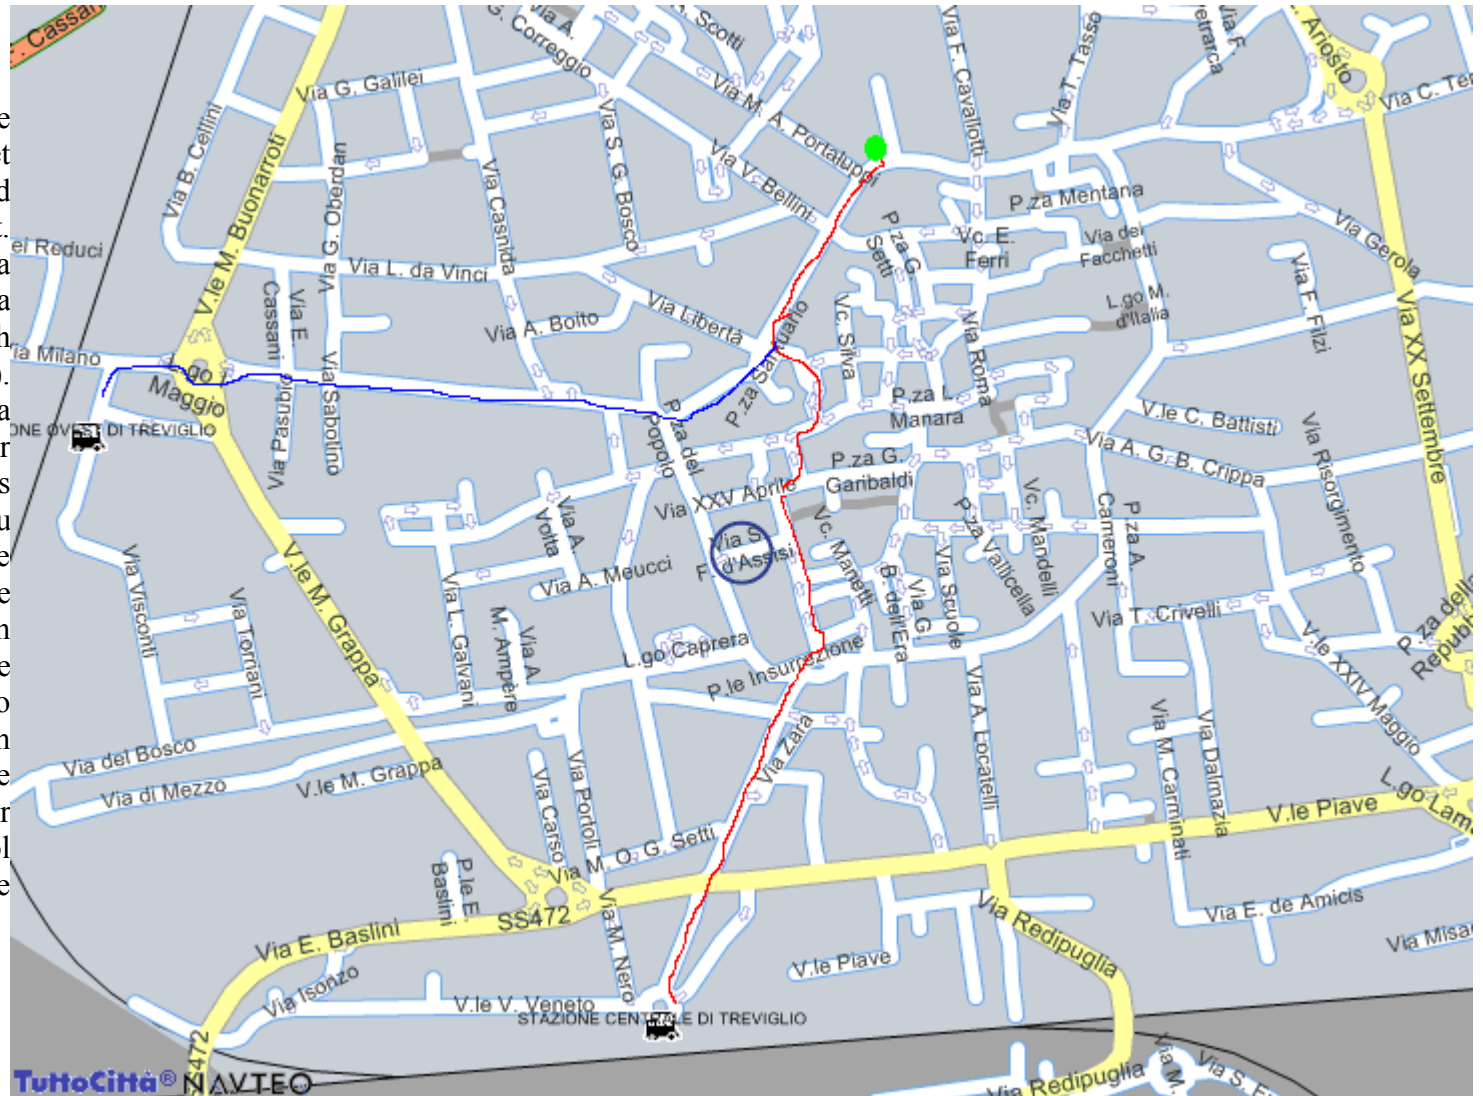 F. Cassan
G. Correggio
Via A.
Scotti
Via F. Cavallotti
Via T. Tasso
Via F.
Petrarca
Ariosto
Via C. Te
Via G. Galilei
Via M. A. Portaluppi
Via B. Cellini
V.le M. Buonarroti
Via G. Oberdan
Via Casnida
Via S. G. Bosco
Via V. Bellini
P.za Mentana
Via dei
Facchetti
Via Gerola
ei Reduci
Via L. da Vinci
P.za G.
Setti
Vc. E.
Ferri
L.go M.
d'Italia
Via F. Filzi
Via E.
Cassani
Via A. Boito
Via Libertà
Vc. Silva
Via Roma
Via XX Settembre
ia Milano
L.go I
Maggio
Via Pasubio
Via Sabolino
P.za Santuario
P.za L.
Manara
V.le C. Battisti
ONE OVEST DI TREVIGLIO
P.za del
Popolo
P.za G.
Garibaldi
Via A. G. B. Crippa
Via Risorgimento
Via XXV Aprile
Via A.
Volta
Via S.
F. d'Assisi
Vc. Manetti
P.za Vallicella
Vc. Mandelli
P.za A.
Cameroni
V.le M. Grappa
Via A. Meucci
Via Visconti
Via Tornani
Via L. Galvani
Via A.
M. Ampère
B. dell'Era
Via G.
Via Scuole
Via T. Crivelli
P.za della
Repubb
L.go Caprera
P.le Insurrezione
V.le XXIV Maggio
Via del Bosco
Via di Mezzo
V.le M. Grappa
Via Zara
Via A. Locatelli
Via M. Carminati
Via Dalmazia
Via Carso
Via Portoli
V.le Piave
L.go Lam
Via M. O. G. Setti
P.le E.
Baslini
SS472
Via E. Baslini
Via M. Nero
Via Redipuglia
Via E. de Amicis
Via Misa
V.le Piave
Via Isonzo
V.le V. Veneto
STAZIONE CENTRALE DI TREVIGLIO
S472
Via Redipuglia
Via M.
Via S. F
TuttoCittà® NAVTEQ